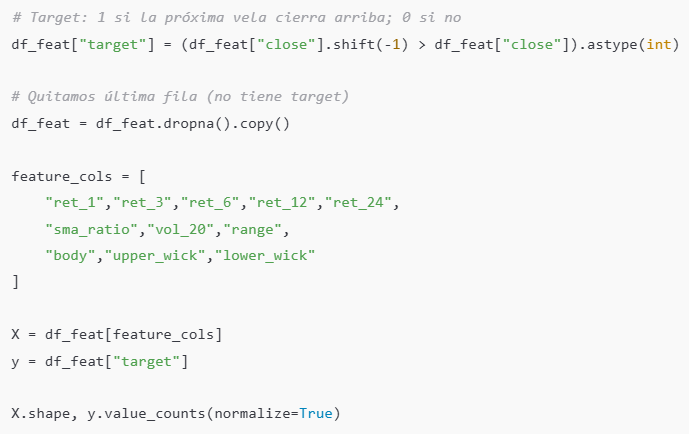 # Target: 1 si la próxima vela cierra arriba; 0 si no
df_feat["target"] = (df_feat["close"].shift(-1) > df_feat["close"]).astype(int)
# Quitamos última fila (no tiene target)
df_feat = df_feat.dropna().copy()
feature_cols = [
"ret_1","ret_3","ret_6","ret_12","ret_24",
"sma_ratio","vol_20","range",
"body","upper_wick","lower_wick"
]
X = df_feat[feature_cols]
y = df_feat["target"]
X.shape, y.value_counts(normalize=True)